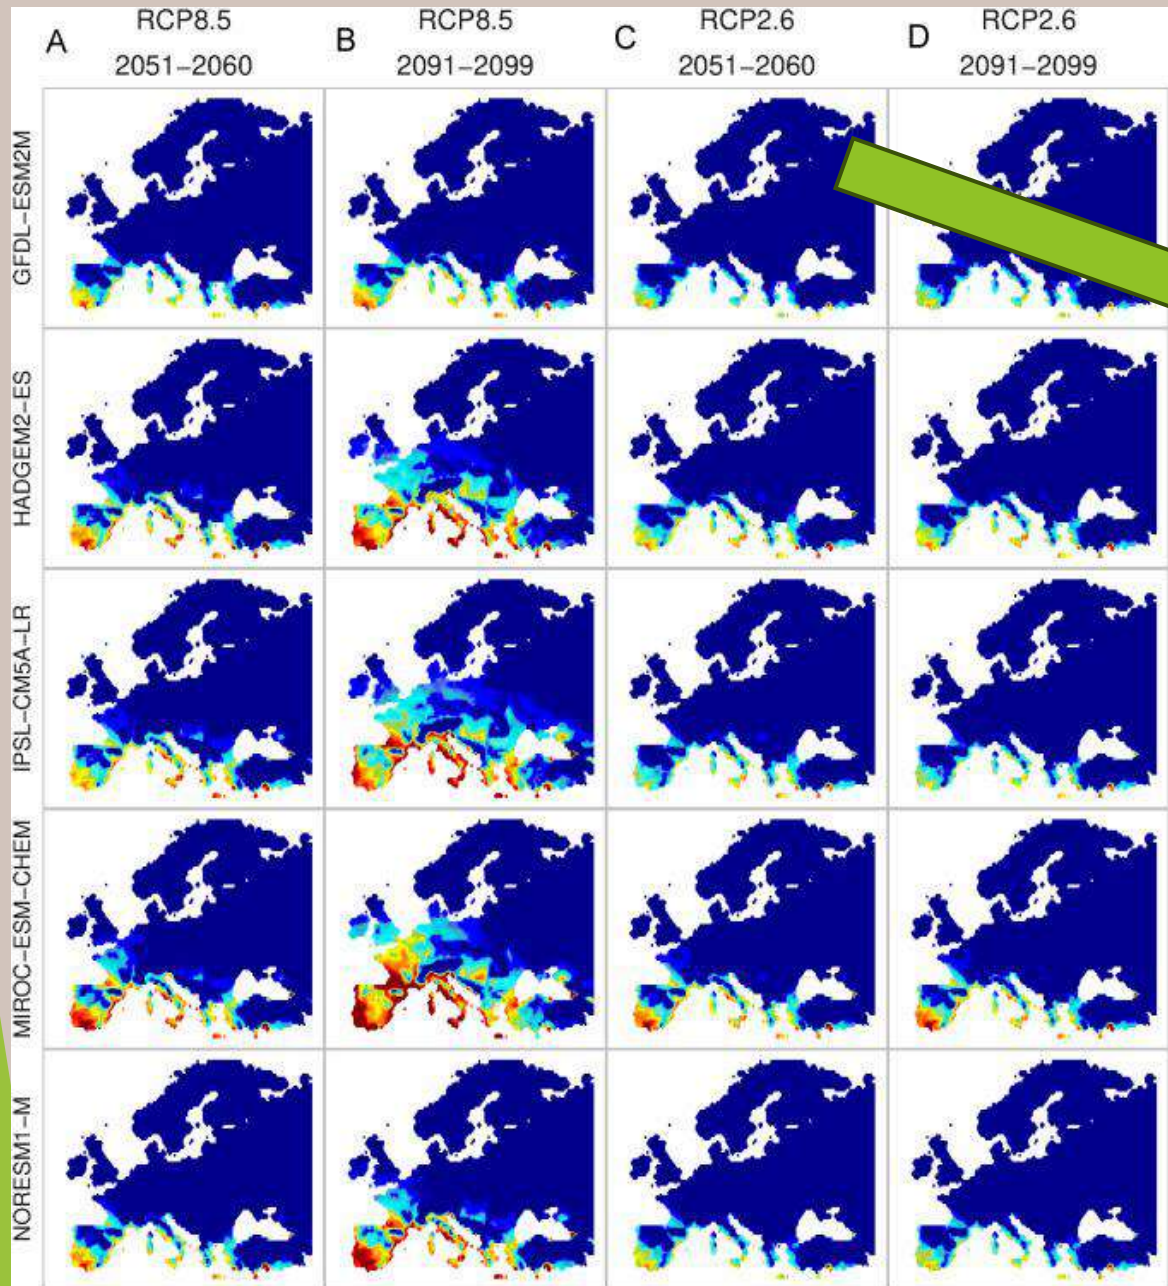 A
RCP8.5
2051-2060
B
RCP8.5
2091-2099
C
RCP2.6
2051-2060
D
RCP2.6
2091-2099
GFDL-ESM2M
HADGEM2-ES
IPSL-CM5A-LR
MIROC-ESM-CHEM
NORESM1-M